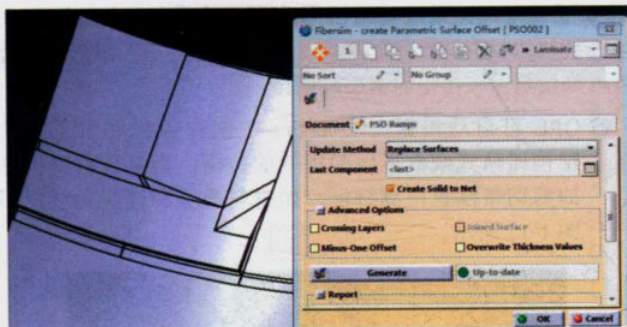 Fibersim - create Parametric Surface Offset [ PSO002 ]
1 » Laminate
No Sort No Group
Document PSO Ramps
Update Method Replace Surfaces
Last Component <last>
Create Solid to Net
Advanced Options
Crossing Layers Joined Surface
Minus-One Offset Overwrite Thickness Values
Generate Up-to-date
Report
OK Cancel